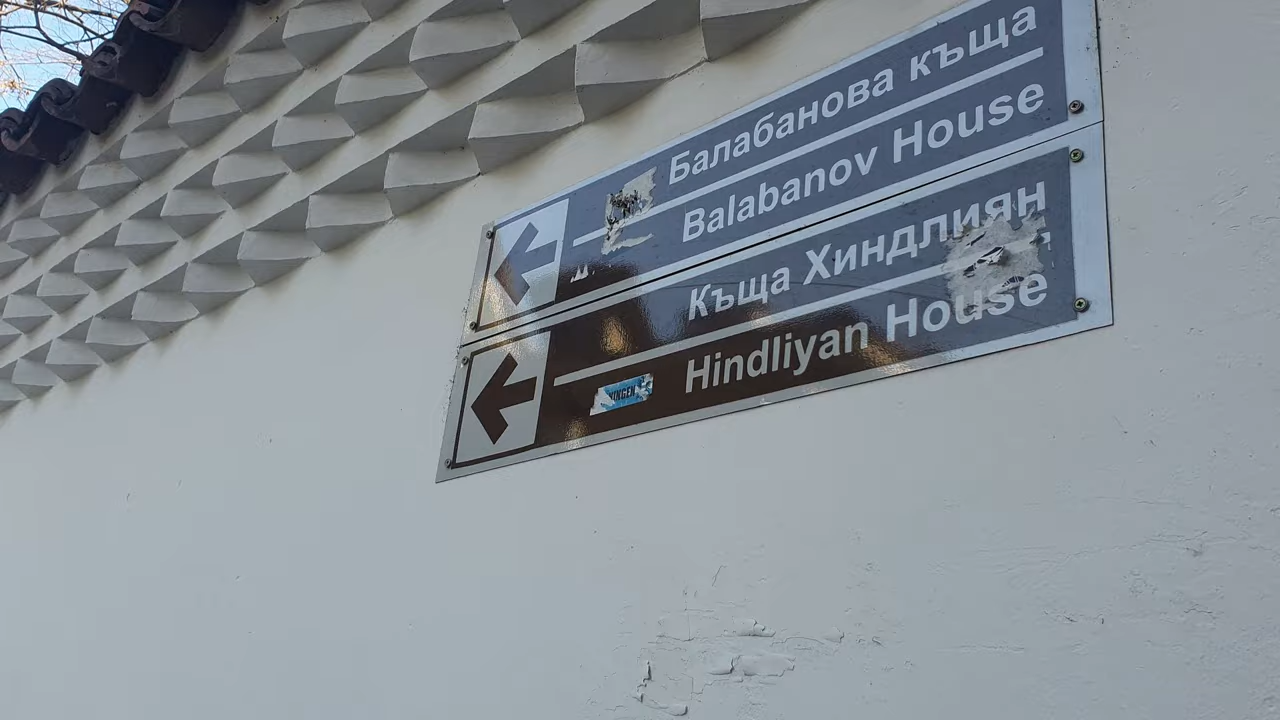 Балабанова къща
Balabanov House
Къща Хиндлиян
Hindliyan House